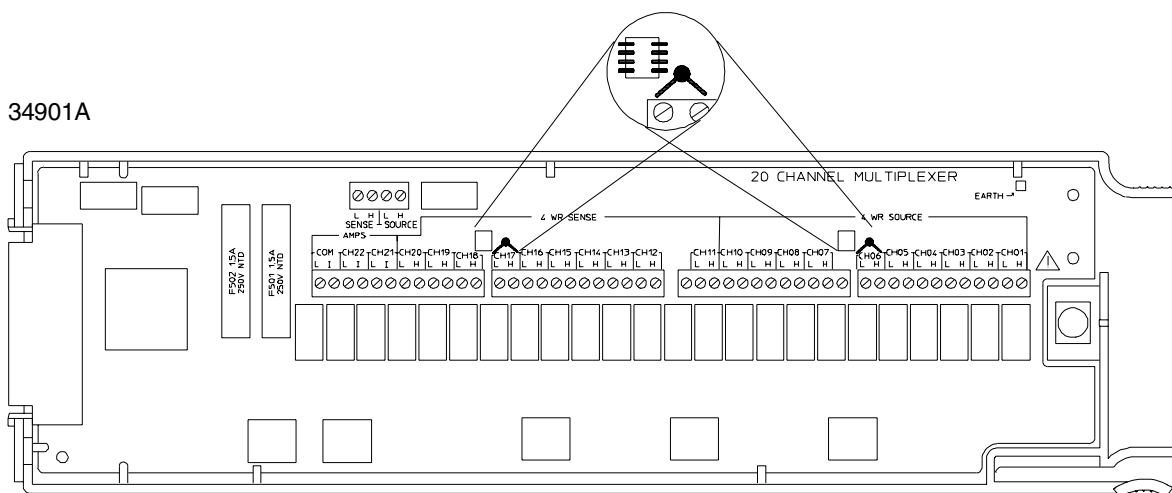 34901A
20 CHANNEL MULTIPLEXER
EARTH
L H L H
SENSE SOURCE
AMPS
4 WR SENSE
4 WR SOURCE
COM CH22 CH21 CH20 CH19 CH18 CH17 CH16 CH15 CH14 CH13 CH12 CH11 CH10 CH09 CH08 CH07 CH06 CH05 CH04 CH03 CH02 CH01
L I L I L I L H L H L H L H L H L H L H L H L H L H L H L H L H L H L H L H L H L H L H L H
F502 1.5A
250V NTD
F501 1.5A
250V NTD